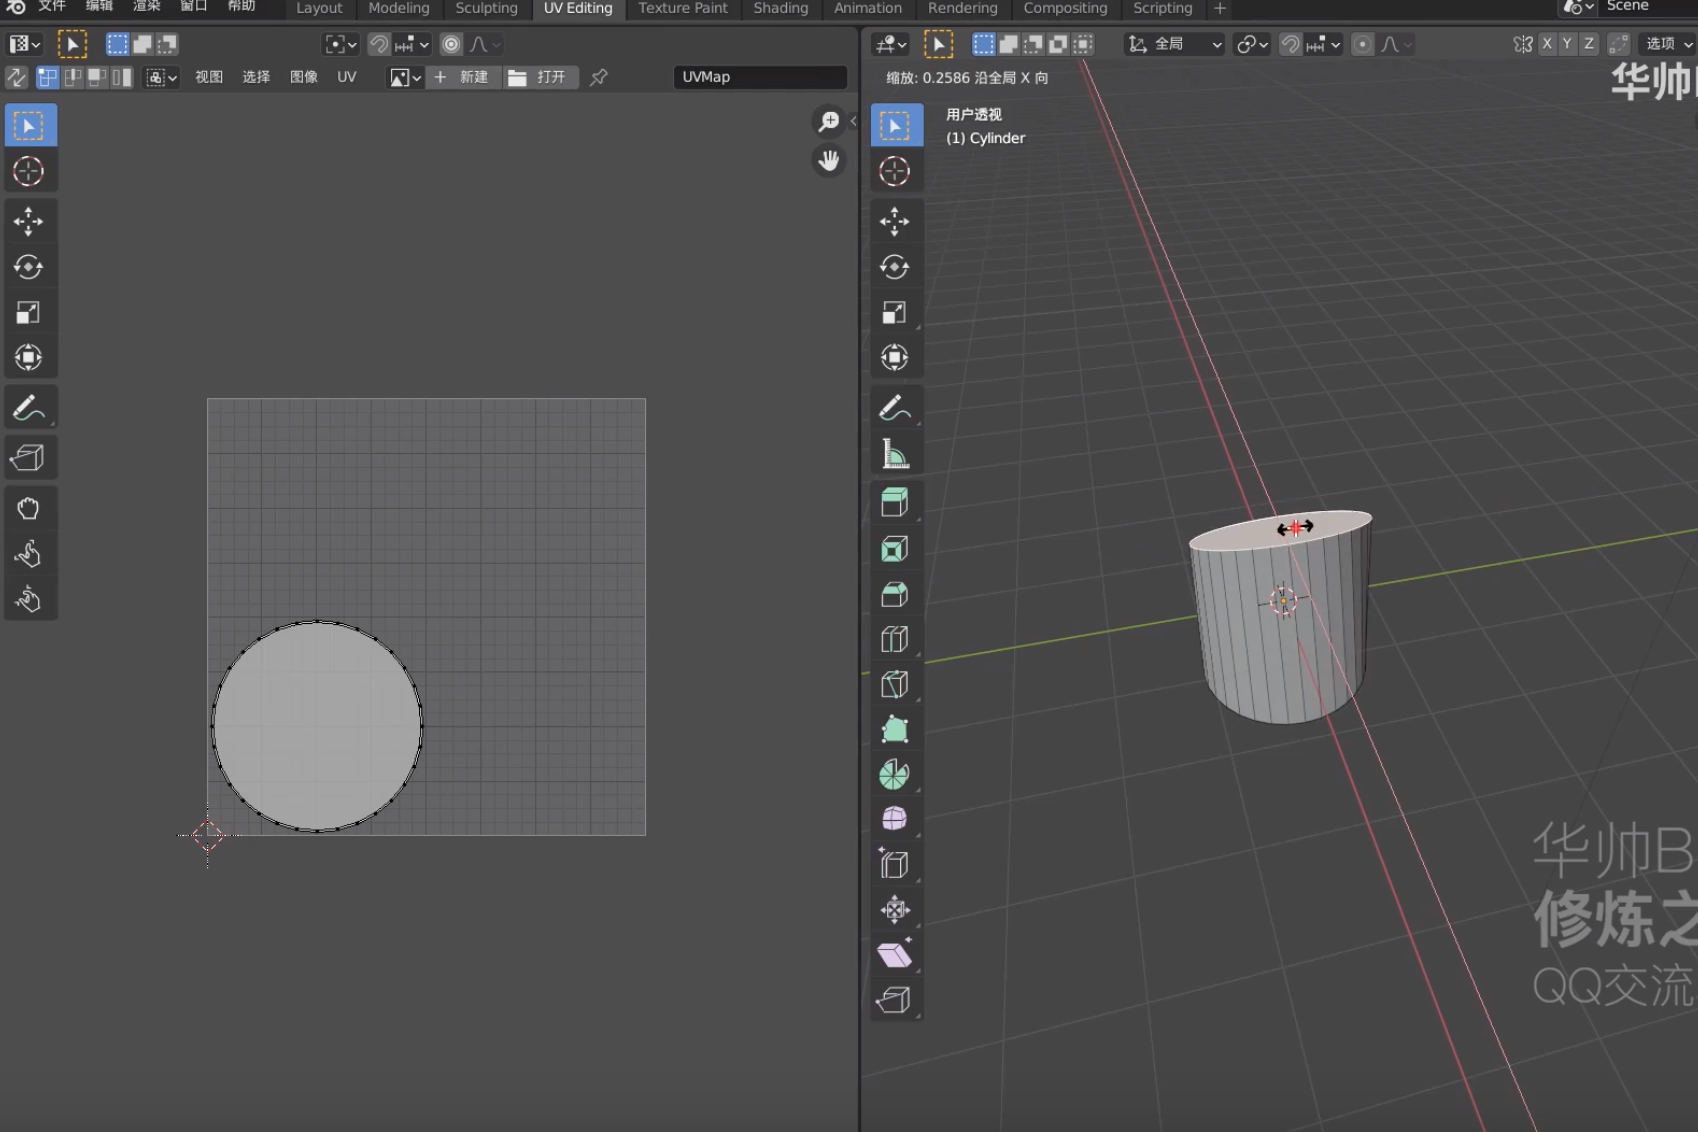 文件 编辑 渲染 窗口 帮助 Layout Modeling Sculpting UV Editing Texture Paint Shading Animation Rendering Compositing Scripting + Scene
全局 X Y Z 选项
视图 选择 图像 UV + 新建 打开 UVMap
缩放: 0.2586 沿全局 X 向
华帅
用户透视
(1) Cylinder
华帅B
修炼之
QQ交流